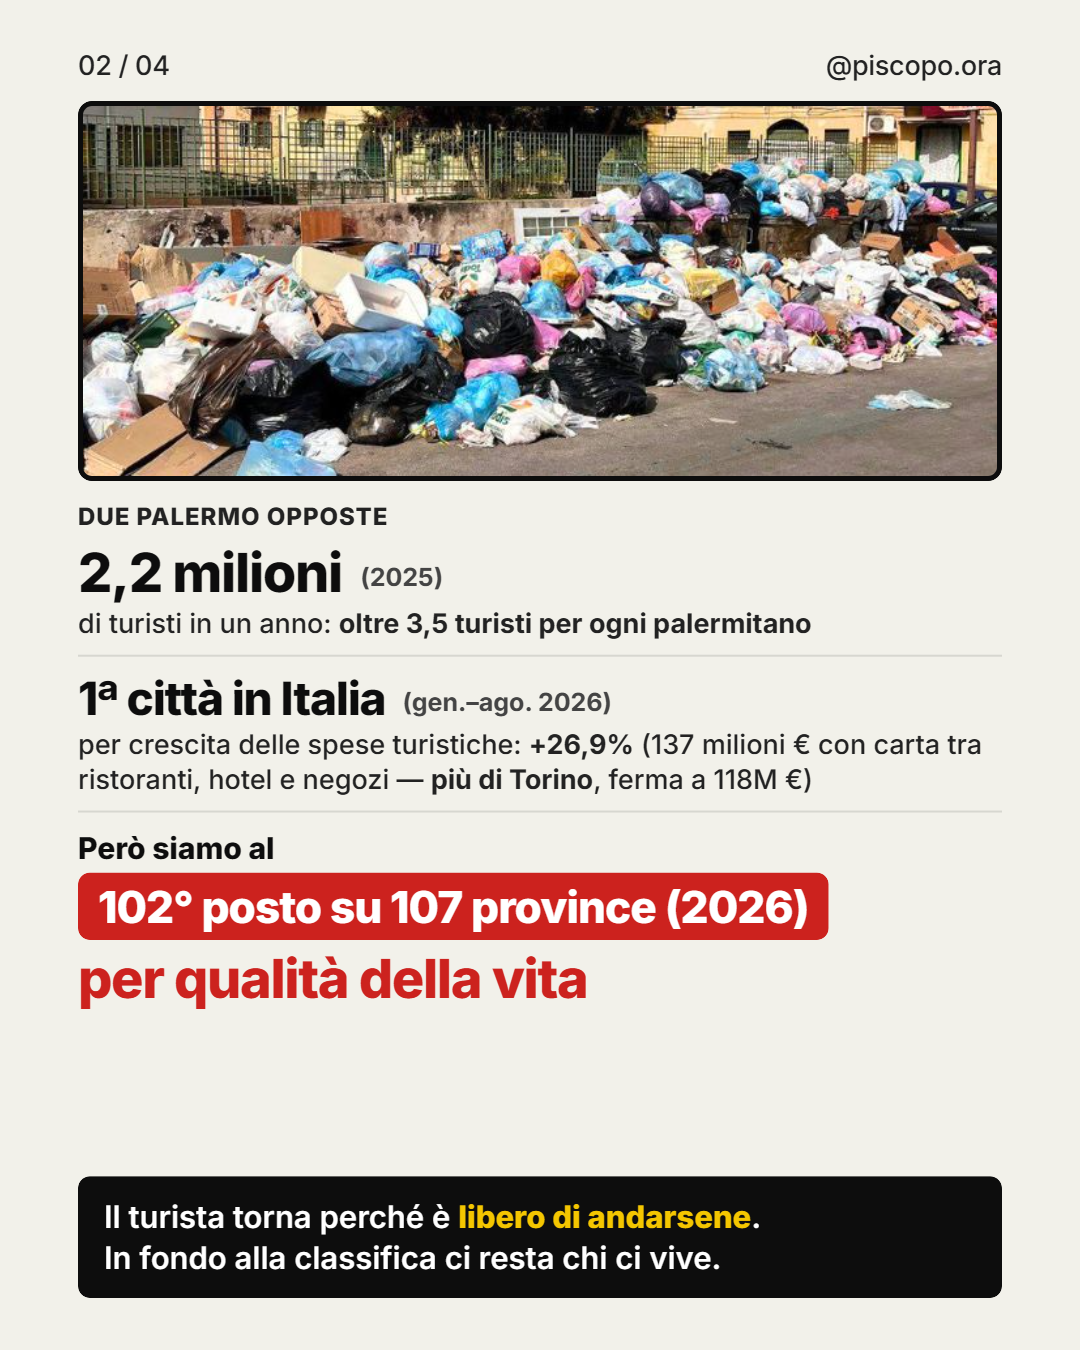 02 / 04
@piscopo.ora
DUE PALERMO OPPOSTE
2,2 milioni (2025)
di turisti in un anno: oltre 3,5 turisti per ogni palermitano
1ª città in Italia (gen.–ago. 2026)
per crescita delle spese turistiche: +26,9% (137 milioni € con carta tra
ristoranti, hotel e negozi — più di Torino, ferma a 118M €)
Però siamo al
102° posto su 107 province (2026)
per qualità della vita
Il turista torna perché è libero di andarsene.
In fondo alla classifica ci resta chi ci vive.